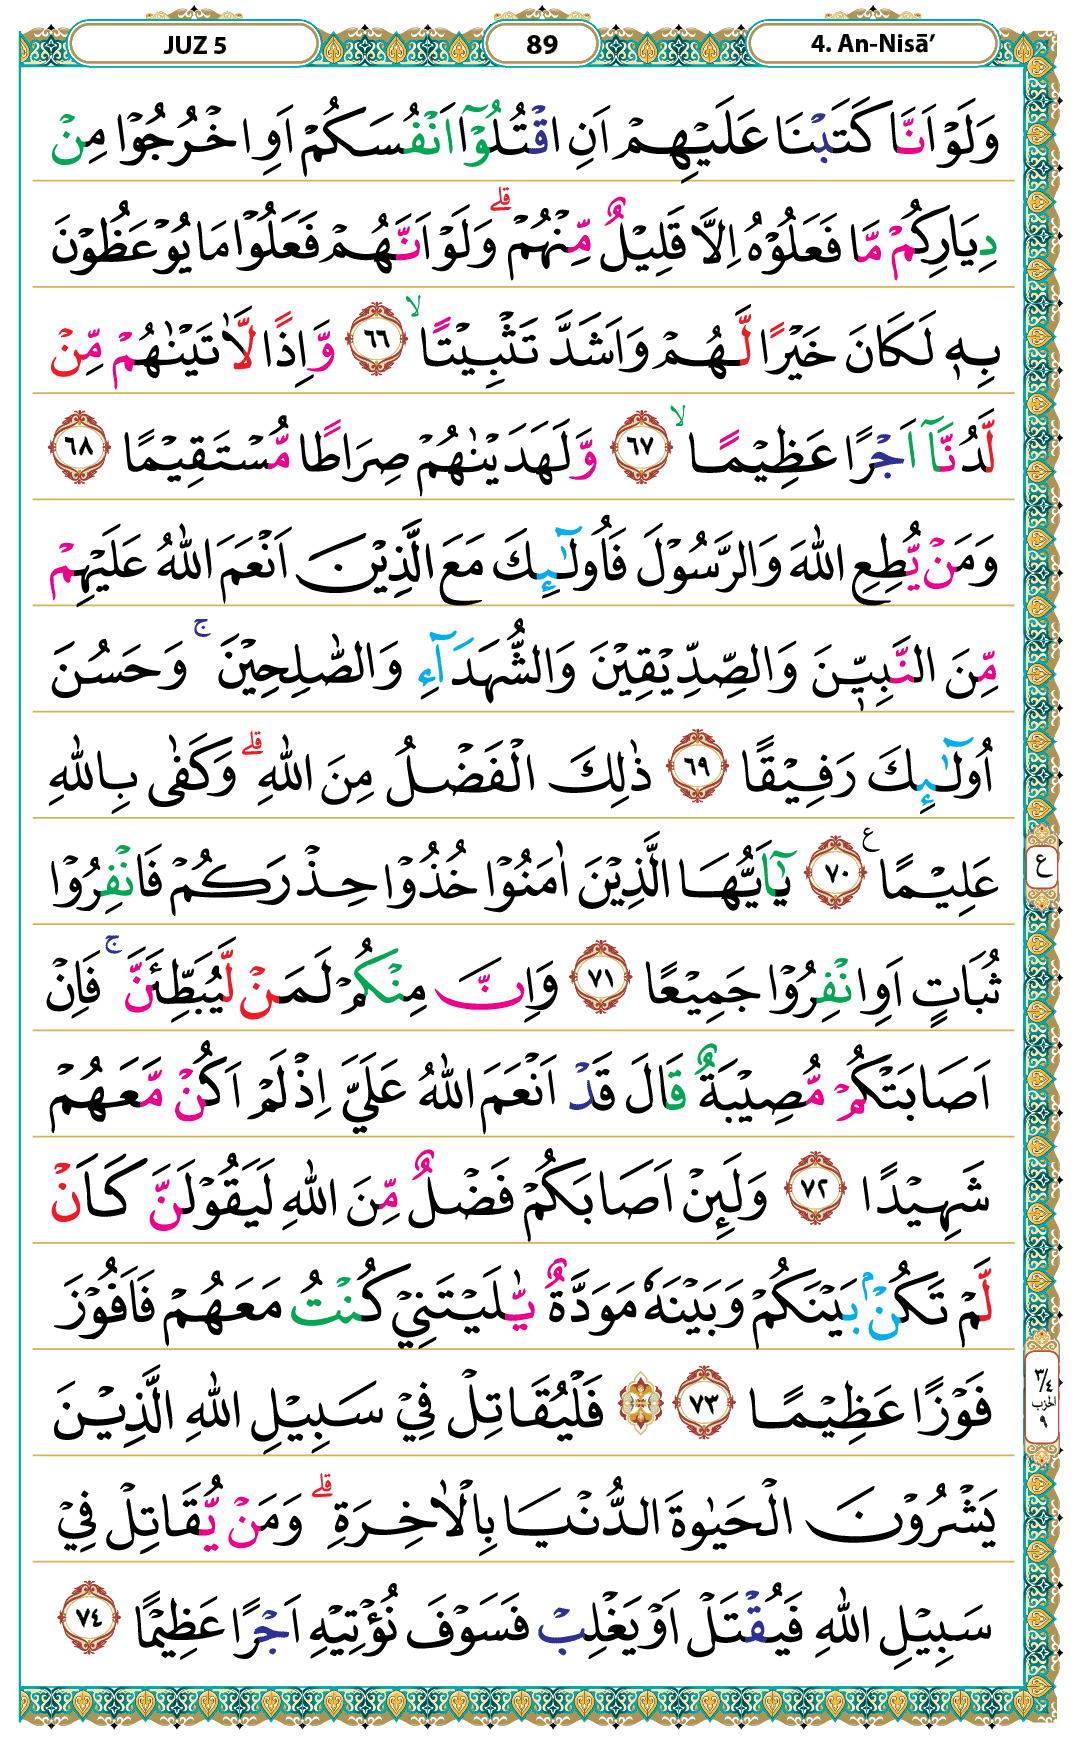 JUZ 5
89
4. An-Nisā’
وَلَوْ اَنَّا كَتَبْنَا عَلَيْهِمْ اَنِ اقْتُلُوْٓا اَنْفُسَكُمْ اَوِ اخْرُجُوْا مِنْ
دِيَارِكُمْ مَّا فَعَلُوْهُ اِلَّا قَلِيْلٌ مِّنْهُمْ ۗ وَلَوْ اَنَّهُمْ فَعَلُوْا مَا يُوْعَظُوْنَ
بِهٖ لَكَانَ خَيْرًا لَّهُمْ وَاَشَدَّ تَثْبِيْتًا ۙ ٦٦ وَّاِذًا لَّاٰتَيْنٰهُمْ مِّنْ
لَّدُنَّآ اَجْرًا عَظِيْمًا ۙ ٦٧ وَّلَهَدَيْنٰهُمْ صِرَاطًا مُّسْتَقِيْمًا ٦٨
وَمَنْ يُّطِعِ اللّٰهَ وَالرَّسُوْلَ فَاُولٰۤىِٕكَ مَعَ الَّذِيْنَ اَنْعَمَ اللّٰهُ عَلَيْهِمْ
مِّنَ النَّبِيّٖنَ وَالصِّدِّيْقِيْنَ وَالشُّهَدَاۤءِ وَالصّٰلِحِيْنَ ۚ وَحَسُنَ
اُولٰۤىِٕكَ رَفِيْقًا ٦٩ ذٰلِكَ الْفَضْلُ مِنَ اللّٰهِ ۗ وَكَفٰى بِاللّٰهِ
عَلِيْمًا ࣖ ٧٠ يٰٓاَيُّهَا الَّذِيْنَ اٰمَنُوْا خُذُوْا حِذْرَكُمْ فَانْفِرُوْا
ع
ثُبَاتٍ اَوِ انْفِرُوْا جَمِيْعًا ٧١ وَاِنَّ مِنْكُمْ لَمَنْ لَّيُبَطِّئَنَّ ۚ فَاِنْ
اَصَابَتْكُمْ مُّصِيْبَةٌ قَالَ قَدْ اَنْعَمَ اللّٰهُ عَلَيَّ اِذْ لَمْ اَكُنْ مَّعَهُمْ
شَهِيْدًا ٧٢ وَلَىِٕنْ اَصَابَكُمْ فَضْلٌ مِّنَ اللّٰهِ لَيَقُوْلَنَّ كَاَنْ
لَّمْ تَكُنْۢ بَيْنَكُمْ وَبَيْنَهٗ مَوَدَّةٌ يّٰلَيْتَنِيْ كُنْتُ مَعَهُمْ فَاَفُوْزَ
فَوْزًا عَظِيْمًا ٧٣ ۞ فَلْيُقَاتِلْ فِيْ سَبِيْلِ اللّٰهِ الَّذِيْنَ
٣/٤
الحزب
٩
يَشْرُوْنَ الْحَيٰوةَ الدُّنْيَا بِالْاٰخِرَةِ ۗ وَمَنْ يُّقَاتِلْ فِيْ
سَبِيْلِ اللّٰهِ فَيُقْتَلْ اَوْ يَغْلِبْ فَسَوْفَ نُؤْتِيْهِ اَجْرًا عَظِيْمًا ٧٤